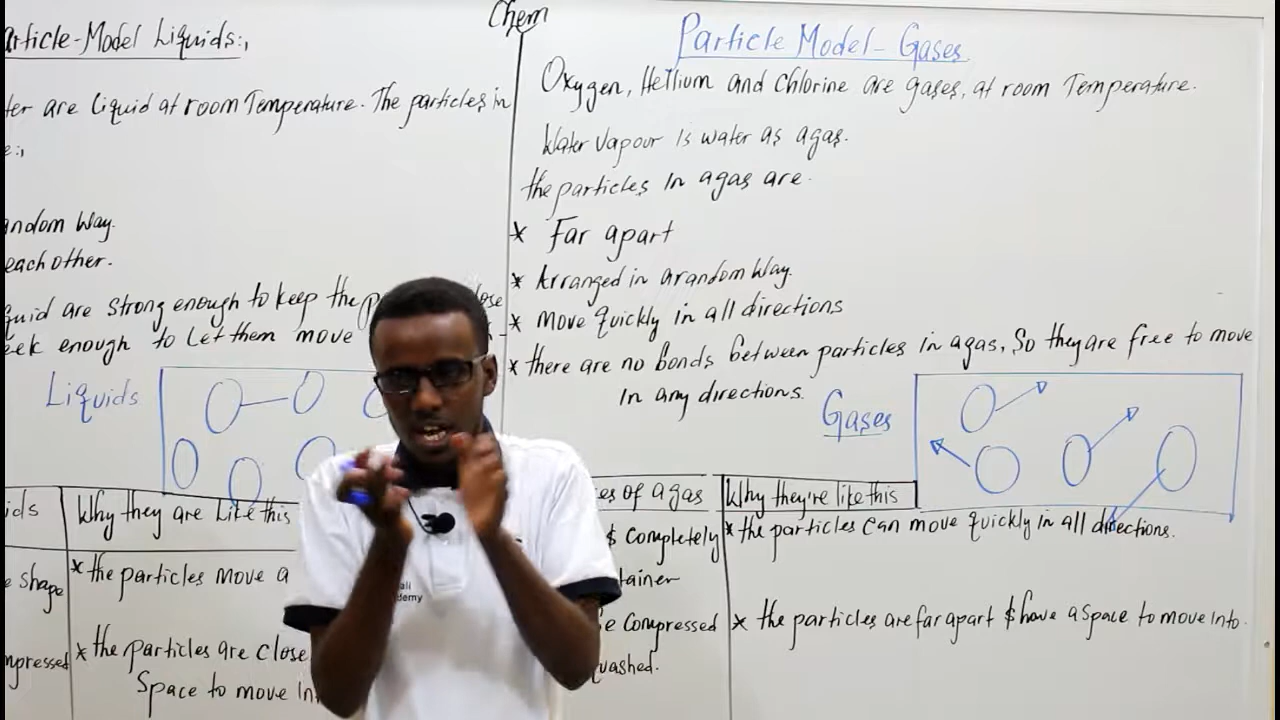 Chem
article-Model Liquids:,
ter are Liquid at room Temperature. The particles in
e:,
andom Way.
each other.
quid are strong enough to keep the
eek enough to Let them move
Liquids
ids
Why they are Like this
e shape
* the particles move a
mpressed
* the particles are close
Space to move in
Particle Model - Gases
Oxygen, Hellium and Chlorine are gases, at room Temperature.
Water vapour is water as a gas.
the particles in a gas are.
* Far apart
* Arranged in a random Way.
* move quickly in all directions
* there are no bonds between particles in a gas, So they are free to move
In any directions.
Gases
es of a gas
Why they're like this
$ Completely
tainer
* the particles can move quickly in all directions.
e Compressed
uashed.
* the particles are far apart $ have a space to move into.
ali
demy